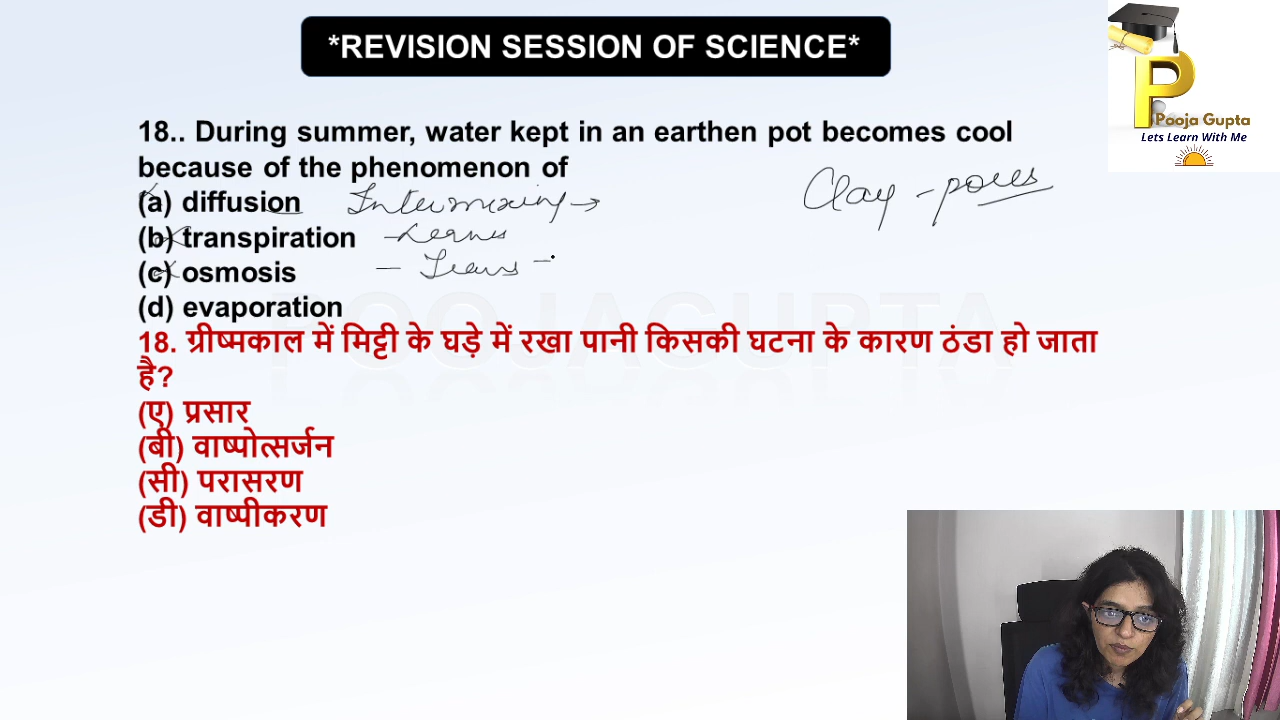 *REVISION SESSION OF SCIENCE*
Pooja Gupta
Lets Learn With Me
18.. During summer, water kept in an earthen pot becomes cool
because of the phenomenon of
(a) diffusion Intermixing →
Clay - pores
(b) transpiration - Leaves
(c) osmosis -
(d) evaporation
POOJAGUPTA
18. ग्रीष्मकाल में मिट्टी के घड़े में रखा पानी किसकी घटना के कारण ठंडा हो जाता
है?
(ए) प्रसार
(बी) वाष्पोत्सर्जन
(सी) परासरण
(डी) वाष्पीकरण